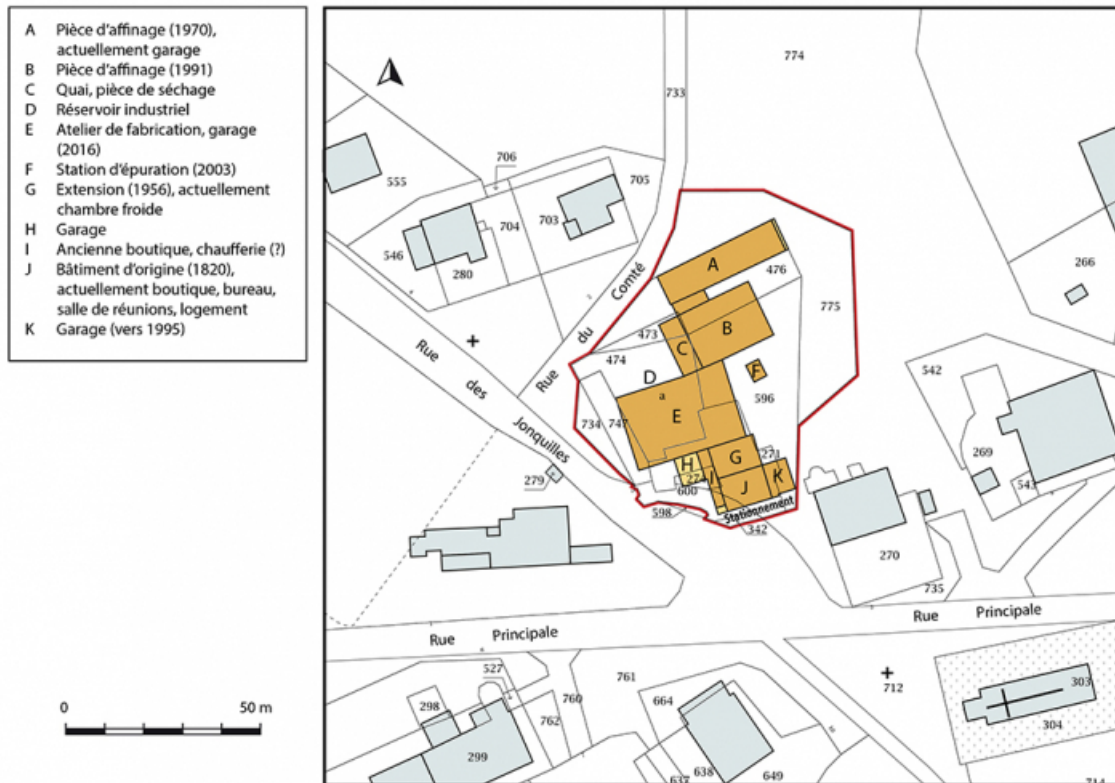 A Pièce d'affinage (1970),
actuellement garage
B Pièce d'affinage (1991)
C Quai, pièce de séchage
D Réservoir industriel
E Atelier de fabrication, garage
(2016)
F Station d'épuration (2003)
G Extension (1956), actuellement
chambre froide
H Garage
I Ancienne boutique, chaufferie (?)
J Bâtiment d'origine (1820),
actuellement boutique, bureau,
salle de réunions, logement
K Garage (vers 1995)
0 50 m
774
733
706
705
555
704
703
546
280
A
476
266
775
Rue du Comté
473
B
474
C
D
F
542
Rue des Jonquilles
a
E
596
734
747
G
271
269
H
I
J
K
279
600
543
Stationnement
598
342
270
735
Rue Principale
Rue Principale
527
761
712
664
298
760
303
762
304
299
637
638
649